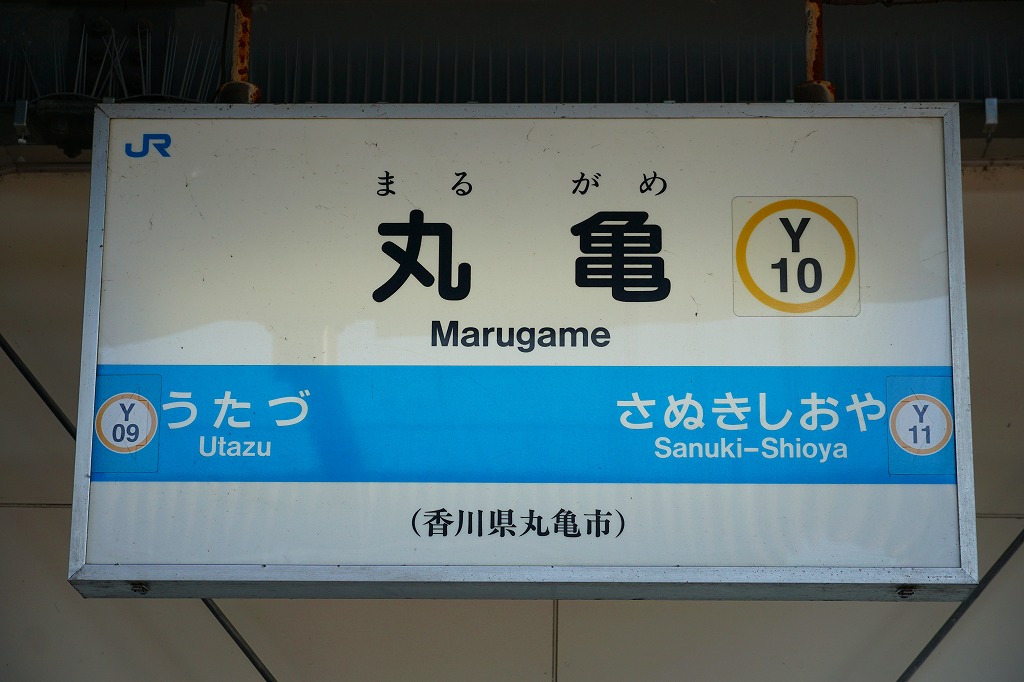 JR
まるがめ
丸亀
Y
10
Marugame
Y
09
うたづ
Utazu
さぬきしおや
Sanuki-Shioya
Y
11
(香川県丸亀市)